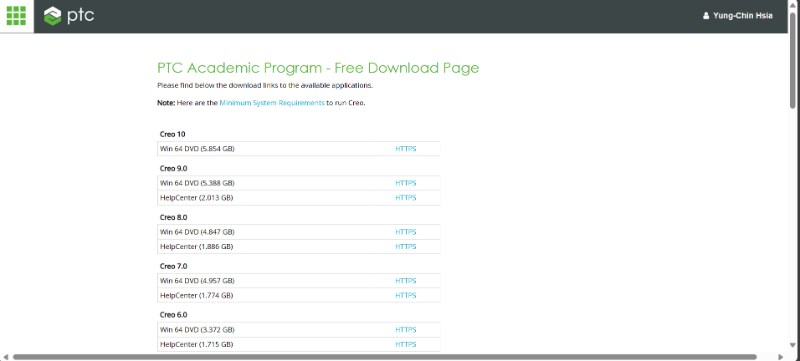 ptc
Yung-Chin Hsia
PTC Academic Program - Free Download Page
Please find below the download links to the available applications.
Note: Here are the Minimum System Requirements to run Creo.
Creo 10
Win 64 DVD (5.854 GB) HTTPS
Creo 9.0
Win 64 DVD (5.388 GB) HTTPS
HelpCenter (2.013 GB) HTTPS
Creo 8.0
Win 64 DVD (4.847 GB) HTTPS
HelpCenter (1.886 GB) HTTPS
Creo 7.0
Win 64 DVD (4.957 GB) HTTPS
HelpCenter (1.774 GB) HTTPS
Creo 6.0
Win 64 DVD (3.372 GB) HTTPS
HelpCenter (1.715 GB) HTTPS